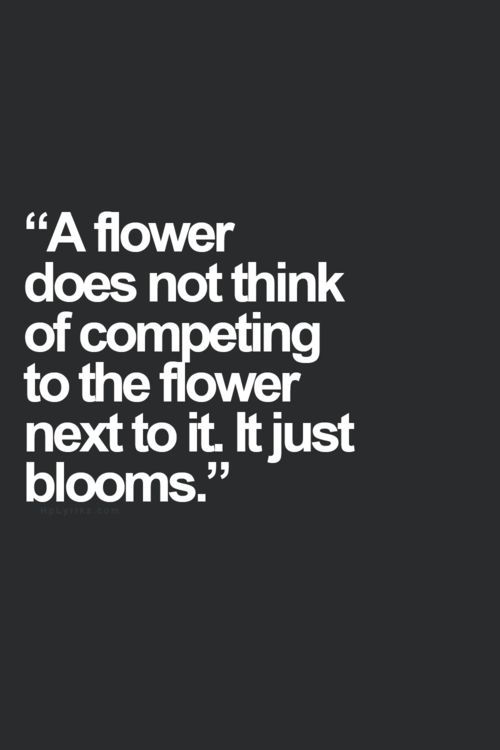 “A flower
does not think
of competing
to the flower
next to it. It just
blooms.”